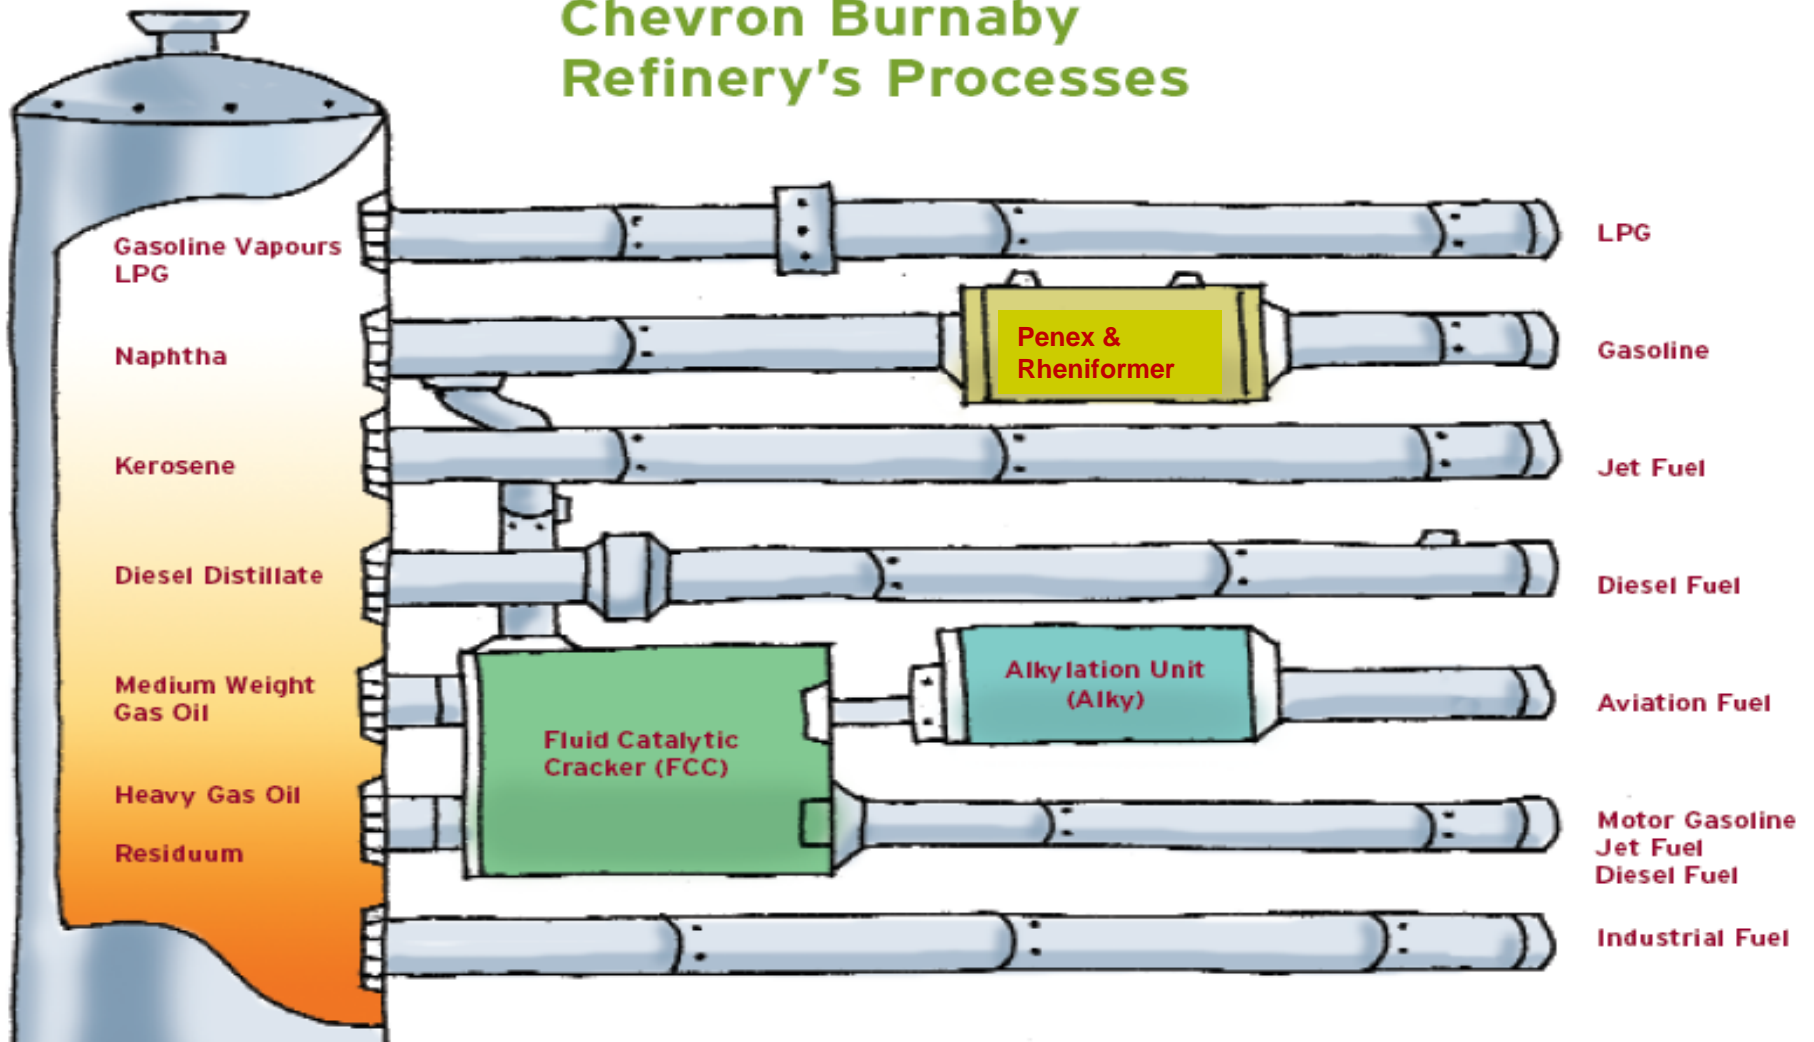 Chevron Burnaby
Refinery's Processes
Gasoline Vapours
LPG
LPG
Naphtha
Penex &
Rheniformer
Gasoline
Kerosene
Jet Fuel
Diesel Distillate
Diesel Fuel
Medium Weight
Gas Oil
Alkylation Unit
(Alky)
Aviation Fuel
Fluid Catalytic
Cracker (FCC)
Heavy Gas Oil
Residuum
Motor Gasoline
Jet Fuel
Diesel Fuel
Industrial Fuel